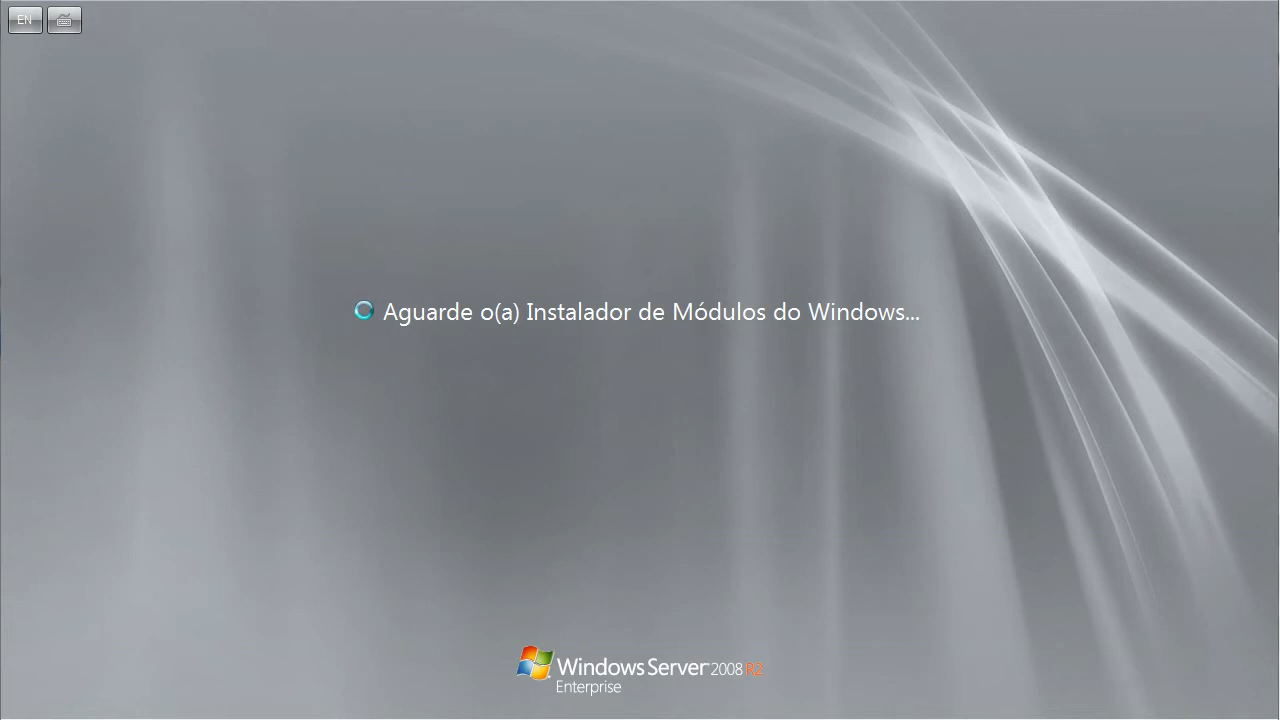 EN
Aguarde o(a) Instalador de Módulos do Windows...
Windows Server 2008 R2
Enterprise